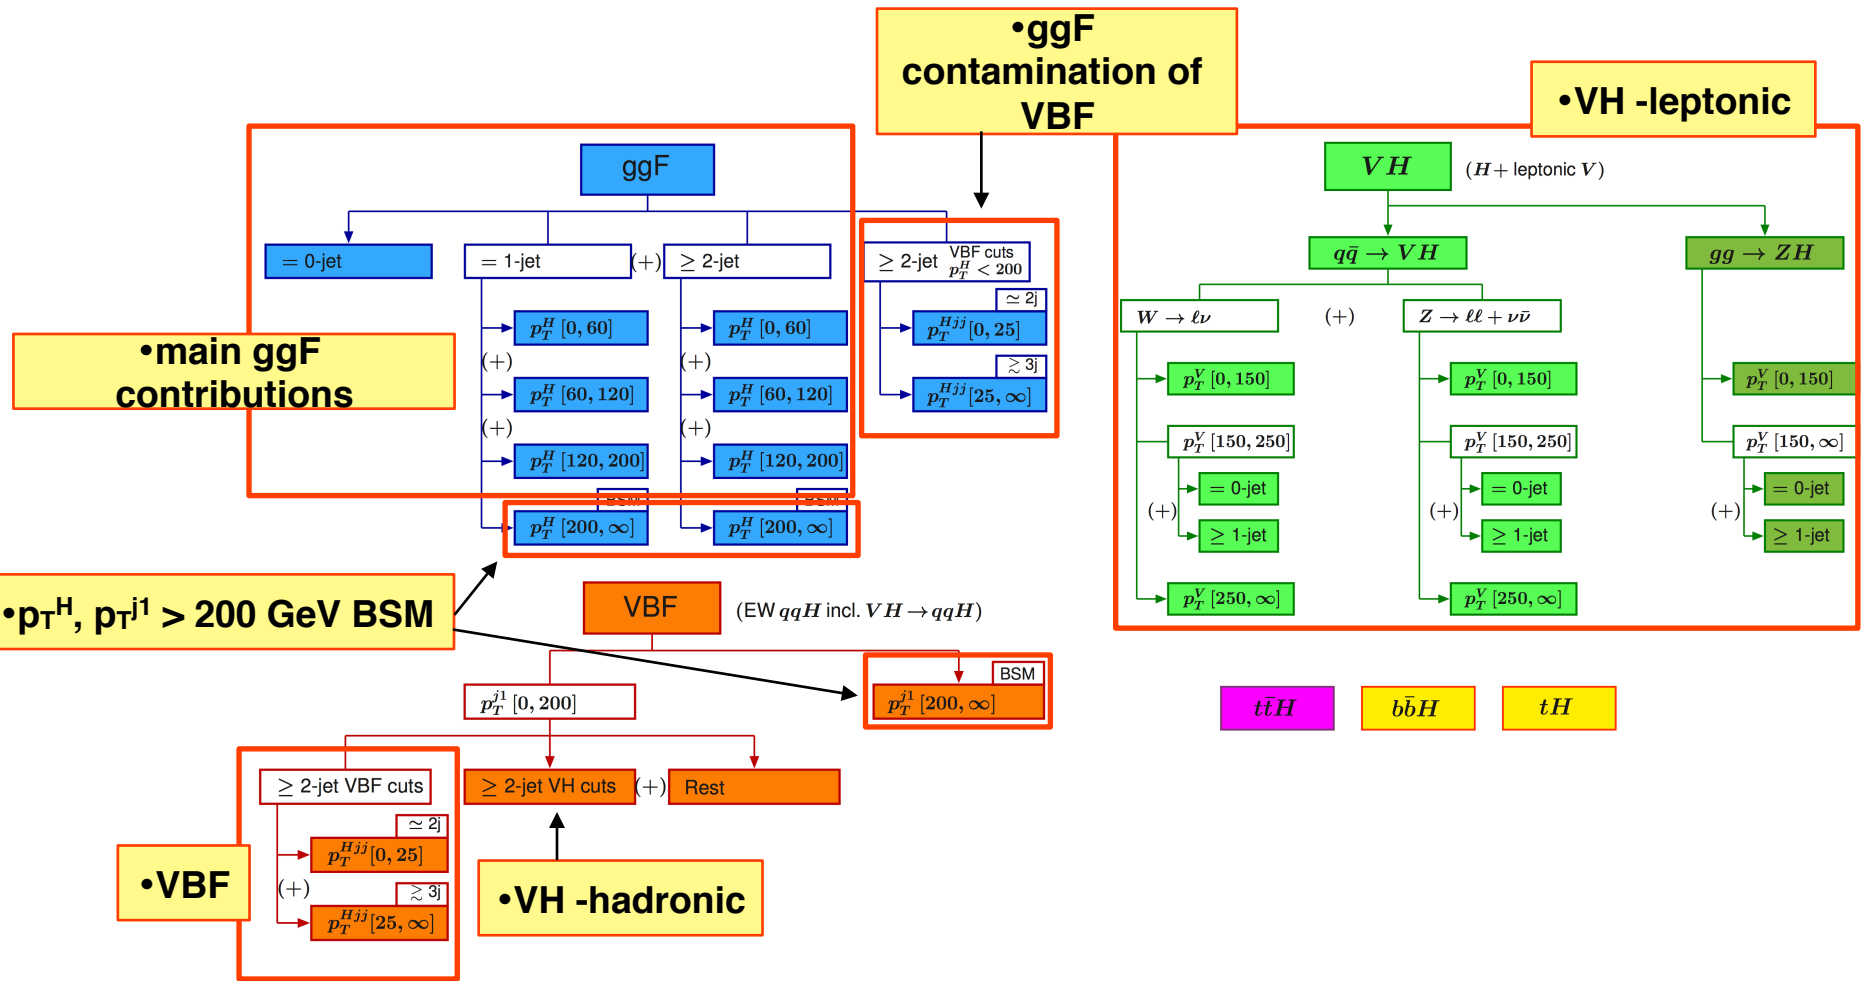 •ggF
contamination of
VBF
•VH -leptonic
ggF
= 0-jet
= 1-jet
(+)
≥ 2-jet
≥ 2-jet VBF cuts p_T^H < 200
≃ 2j
p_T^H [0, 60]
p_T^H [0, 60]
p_T^{Hjj} [0, 25]
(+)
(+)
≳ 3j
p_T^H [60, 120]
p_T^H [60, 120]
p_T^{Hjj} [25, ∞]
(+)
(+)
p_T^H [120, 200]
p_T^H [120, 200]
BSM
BSM
p_T^H [200, ∞]
p_T^H [200, ∞]
•main ggF
contributions
VH (H + leptonic V)
qq̄ → VH
gg → ZH
W → ℓν
(+)
Z → ℓℓ + νν̄
p_T^V [0, 150]
p_T^V [0, 150]
p_T^V [0, 150]
p_T^V [150, 250]
p_T^V [150, 250]
p_T^V [150, ∞]
= 0-jet
= 0-jet
= 0-jet
(+)
(+)
(+)
≥ 1-jet
≥ 1-jet
≥ 1-jet
p_T^V [250, ∞]
p_T^V [250, ∞]
•p_T^H, p_T^{j1} > 200 GeV BSM
VBF (EW qqH incl. VH → qqH)
BSM
p_T^{j1} [0, 200]
p_T^{j1} [200, ∞]
≥ 2-jet VBF cuts
≥ 2-jet VH cuts
(+)
Rest
≃ 2j
p_T^{Hjj} [0, 25]
(+)
≳ 3j
p_T^{Hjj} [25, ∞]
•VBF
•VH -hadronic
tt̄H
bb̄H
tH